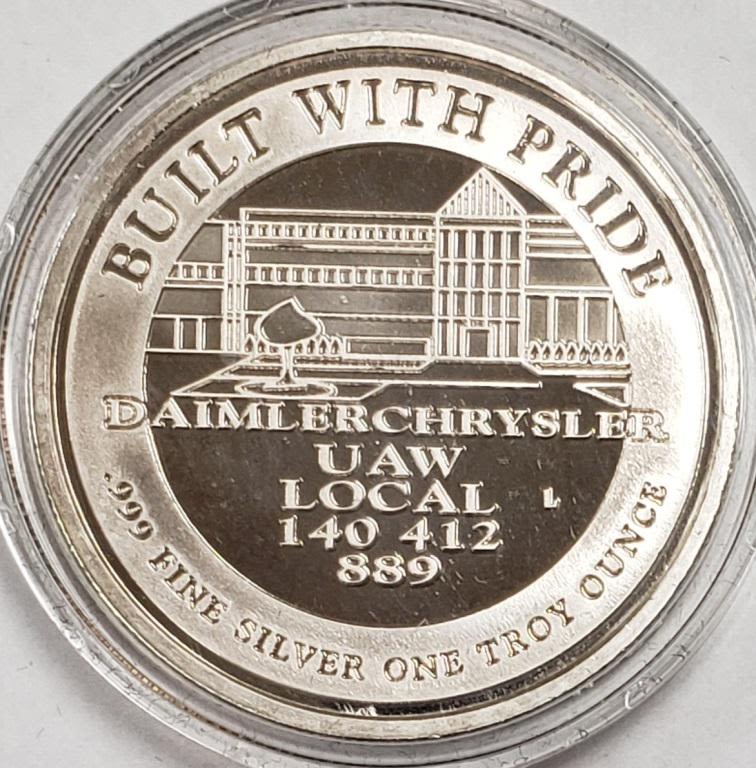 BUILT WITH PRIDE
DAIMLERCHRYSLER
UAW
LOCAL L
140 412
889
.999 FINE SILVER ONE TROY OUNCE